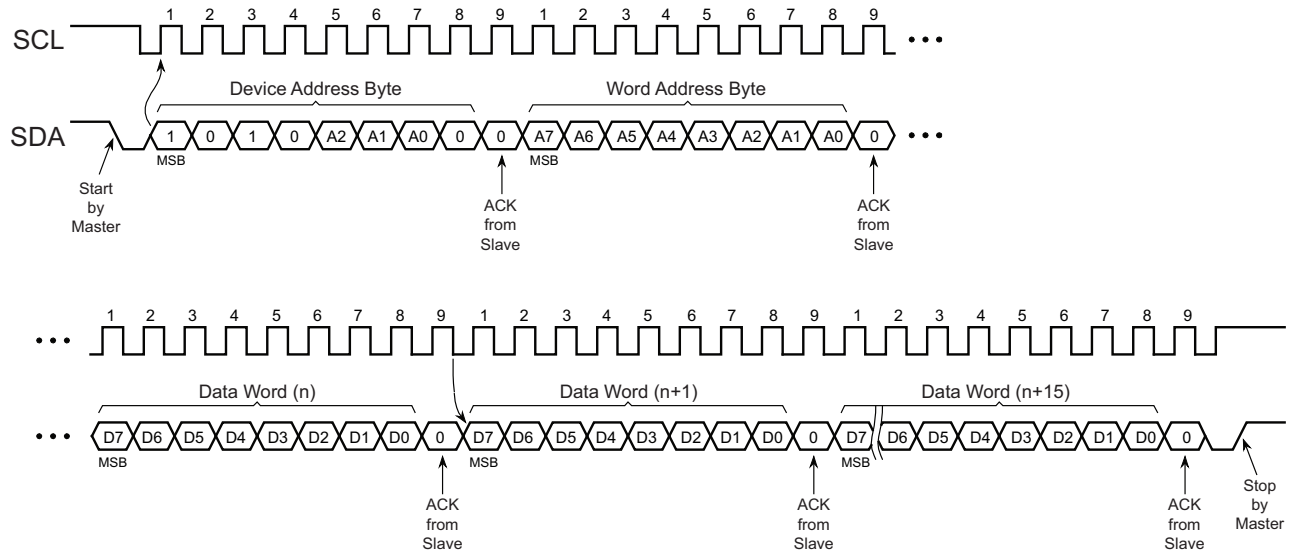 1 2 3 4 5 6 7 8 9 1 2 3 4 5 6 7 8 9
SCL
Device Address Byte Word Address Byte
SDA 1 0 1 0 A2 A1 A0 0 0 A7 A6 A5 A4 A3 A2 A1 A0 0
MSB MSB
Start
by
Master
ACK
from
Slave
ACK
from
Slave
1 2 3 4 5 6 7 8 9 1 2 3 4 5 6 7 8 9 1 2 3 4 5 6 7 8 9
Data Word (n) Data Word (n+1) Data Word (n+15)
D7 D6 D5 D4 D3 D2 D1 D0 0 D7 D6 D5 D4 D3 D2 D1 D0 0 D7 D6 D5 D4 D3 D2 D1 D0 0
MSB MSB MSB
ACK
from
Slave
ACK
from
Slave
ACK
from
Slave
Stop
by
Master